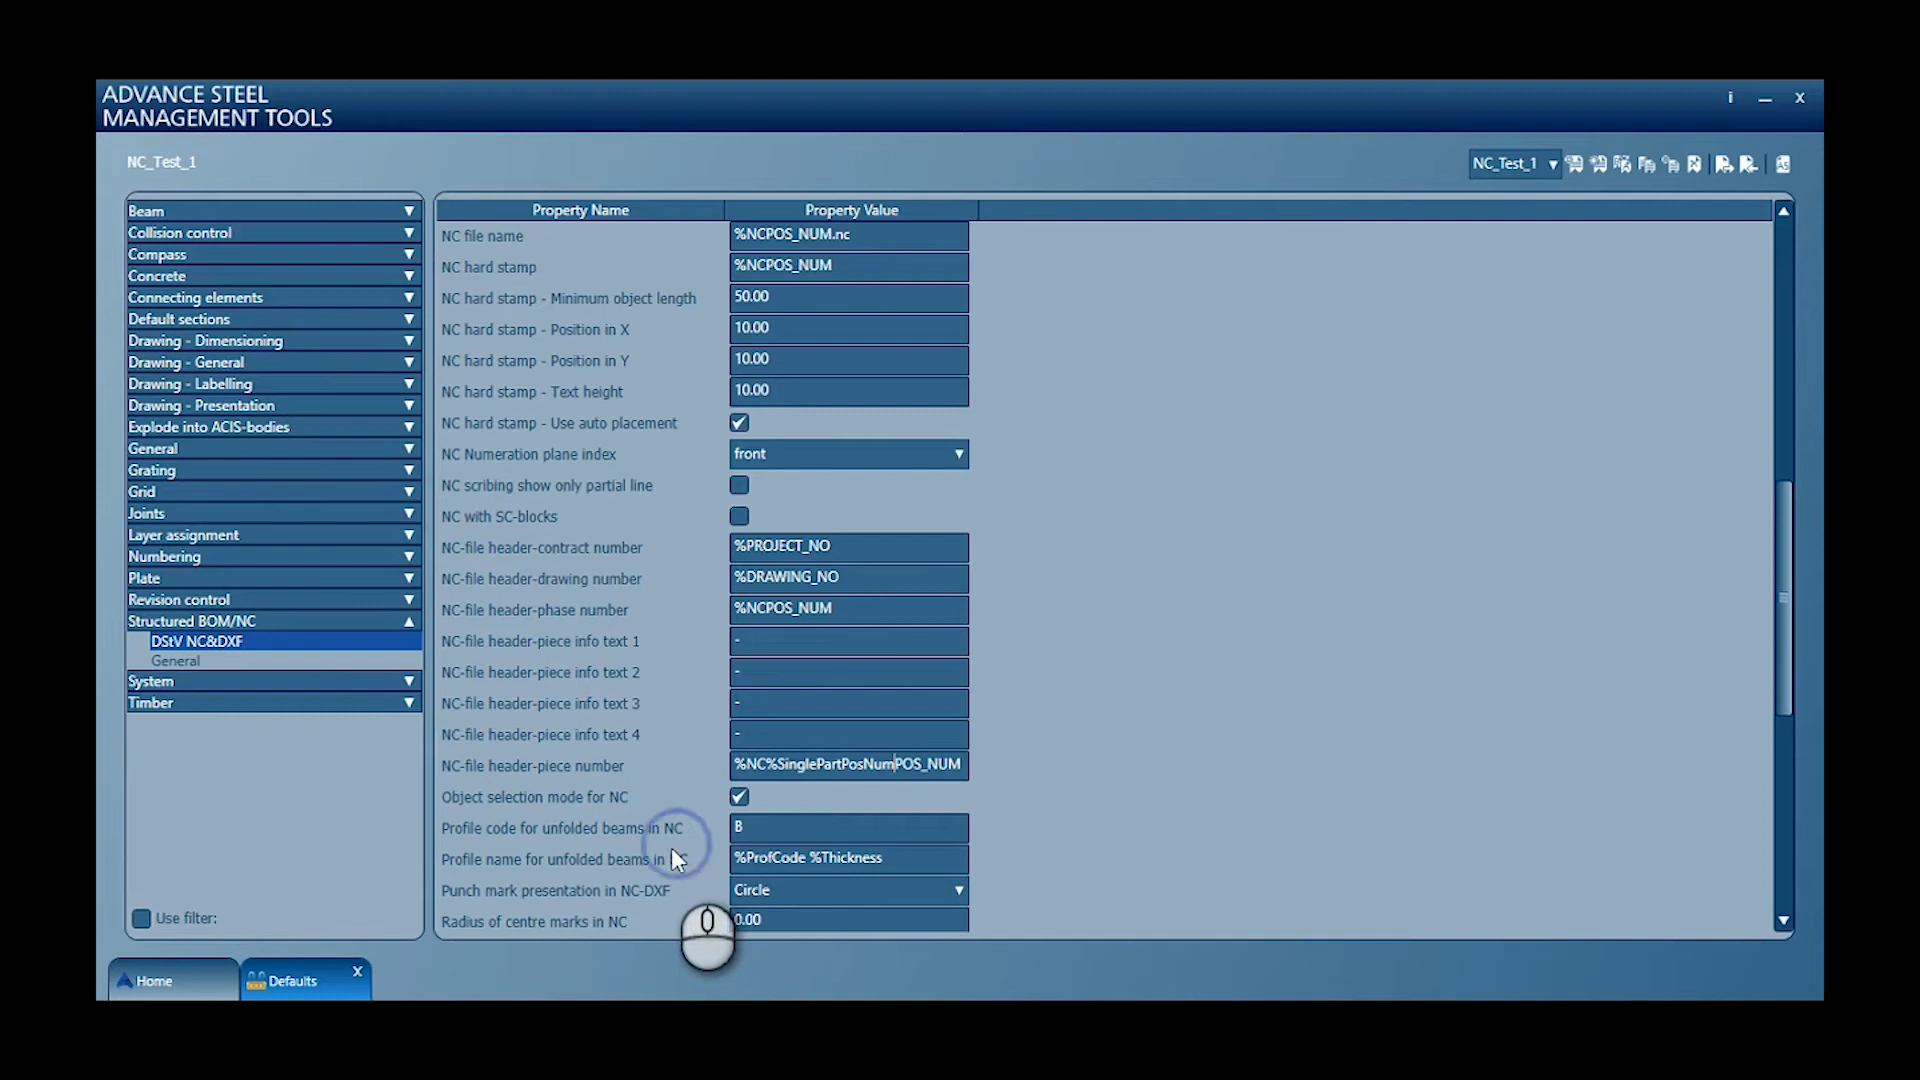 ADVANCE STEEL
MANAGEMENT TOOLS
i
x
NC_Test_1
NC_Test_1
Beam
Collision control
Compass
Concrete
Connecting elements
Default sections
Drawing - Dimensioning
Drawing - General
Drawing - Labelling
Drawing - Presentation
Explode into ACIS-bodies
General
Grating
Grid
Joints
Layer assignment
Numbering
Plate
Revision control
Structured BOM/NC
DStV NC&DXF
General
System
Timber
Use filter:
Property Name Property Value
NC file name %NCPOS_NUM.nc
NC hard stamp %NCPOS_NUM
NC hard stamp - Minimum object length 50.00
NC hard stamp - Position in X 10.00
NC hard stamp - Position in Y 10.00
NC hard stamp - Text height 10.00
NC hard stamp - Use auto placement
NC Numeration plane index front
NC scribing show only partial line
NC with SC-blocks
NC-file header-contract number %PROJECT_NO
NC-file header-drawing number %DRAWING_NO
NC-file header-phase number %NCPOS_NUM
NC-file header-piece info text 1 -
NC-file header-piece info text 2 -
NC-file header-piece info text 3 -
NC-file header-piece info text 4 -
NC-file header-piece number %NC%SinglePartPosNumPOS_NUM
Object selection mode for NC
Profile code for unfolded beams in NC B
Profile name for unfolded beams in NC %ProfCode %Thickness
Punch mark presentation in NC-DXF Circle
Radius of centre marks in NC 0.00
Home
Defaults x